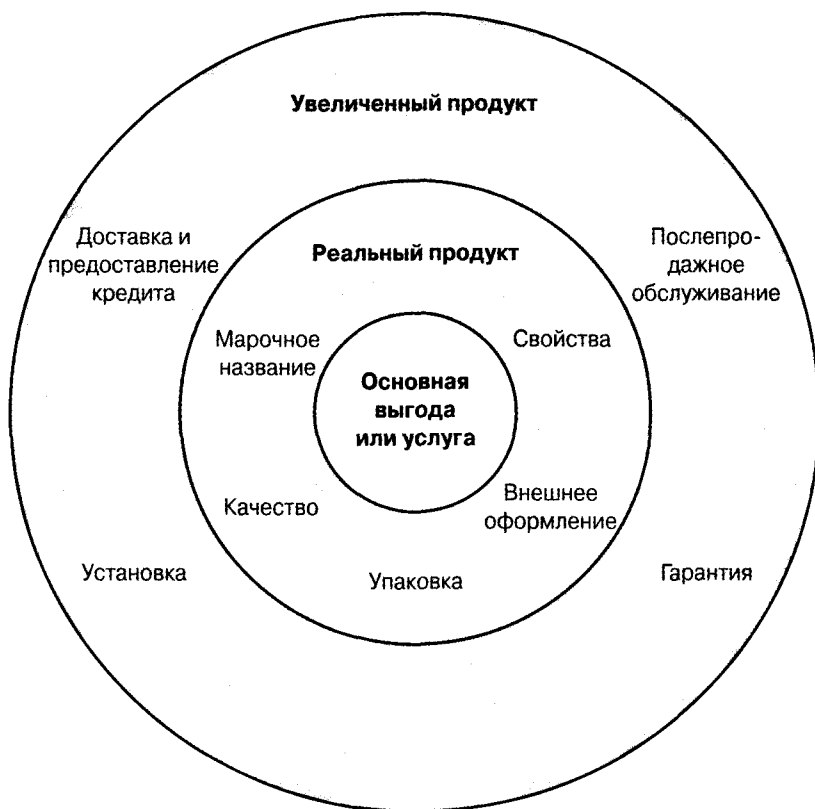 Увеличенный продукт
Доставка и
предоставление
кредита
Послепро-
дажное
обслуживание
Реальный продукт
Марочное
название
Свойства
Основная
выгода
или услуга
Качество
Внешнее
оформление
Установка
Упаковка
Гарантия